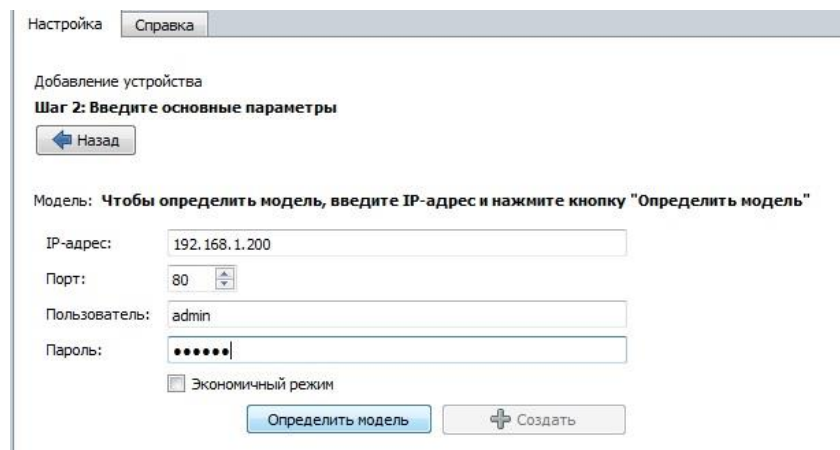 Настройка Справка
Добавление устройства
Шаг 2: Введите основные параметры
Назад
Модель: Чтобы определить модель, введите IP-адрес и нажмите кнопку "Определить модель"
IP-адрес: 192.168.1.200
Порт: 80
Пользователь: admin
Пароль: ●●●●●●
Экономичный режим
Определить модель Создать